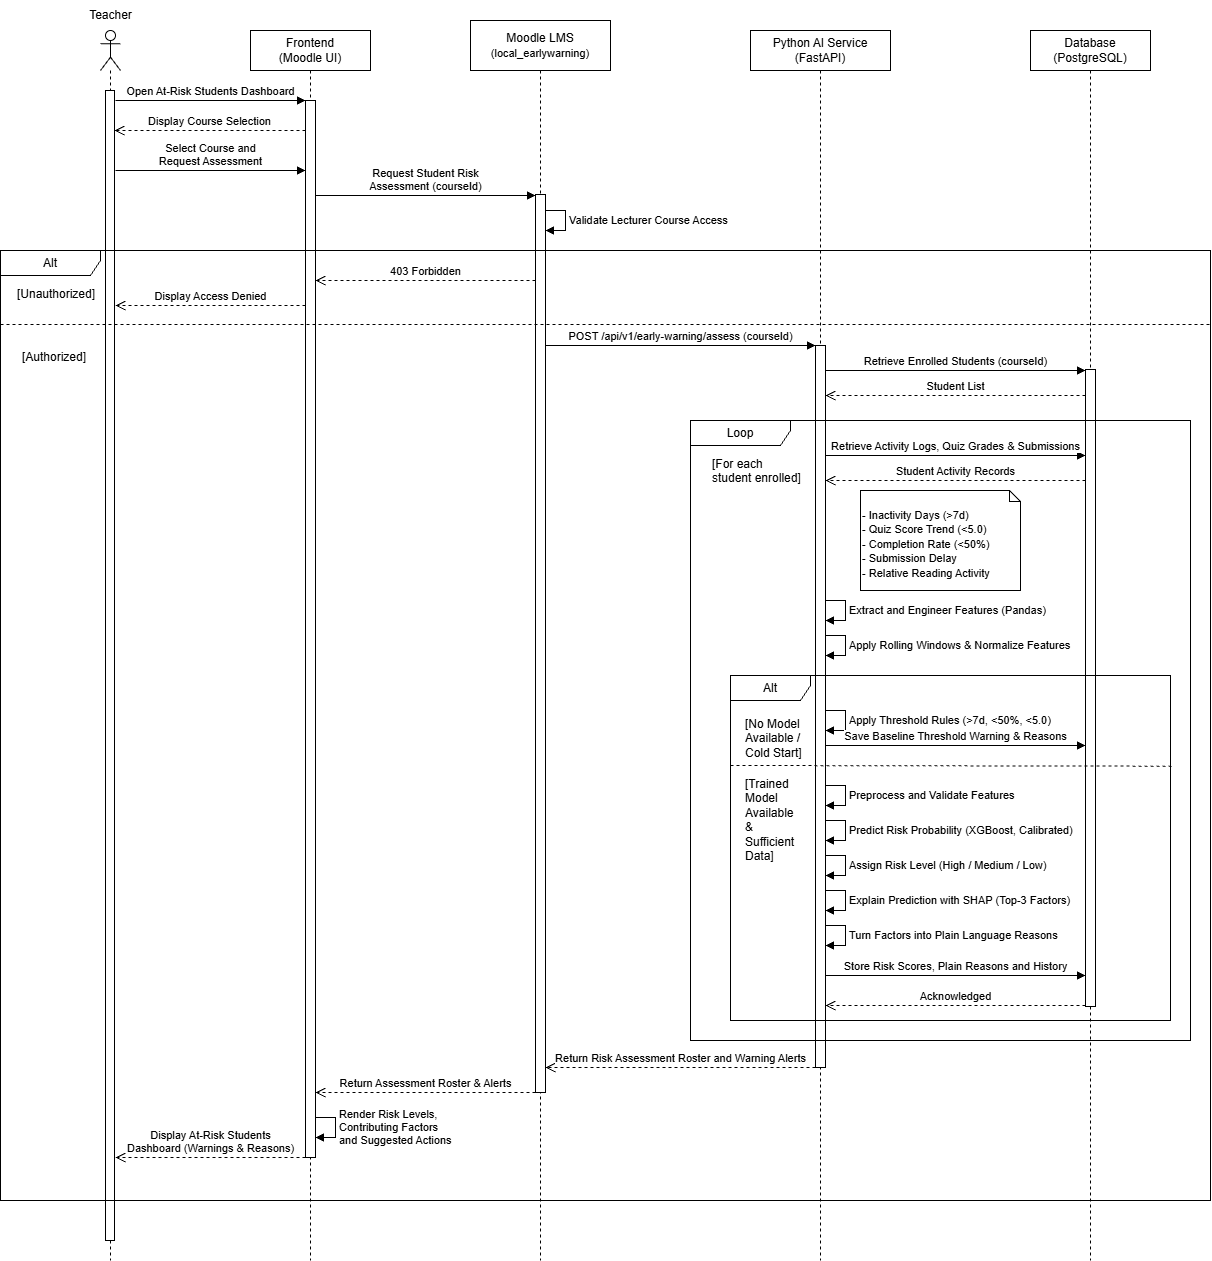 Teacher
Frontend
(Moodle UI)
Moodle LMS
(local_earlywarning)
Python AI Service
(FastAPI)
Database
(PostgreSQL)
Open At-Risk Students Dashboard
Display Course Selection
Select Course and
Request Assessment
Request Student Risk
Assessment (courseId)
Validate Lecturer Course Access
Alt
403 Forbidden
[Unauthorized]
Display Access Denied
POST /api/v1/early-warning/assess (courseId)
[Authorized]
Retrieve Enrolled Students (courseId)
Student List
Loop
Retrieve Activity Logs, Quiz Grades & Submissions
[For each
student enrolled]
Student Activity Records
- Inactivity Days (>7d)
- Quiz Score Trend (<5.0)
- Completion Rate (<50%)
- Submission Delay
- Relative Reading Activity
Extract and Engineer Features (Pandas)
Apply Rolling Windows & Normalize Features
Alt
[No Model
Available /
Cold Start]
Apply Threshold Rules (>7d, <50%, <5.0)
Save Baseline Threshold Warning & Reasons
[Trained
Model
Available
&
Sufficient
Data]
Preprocess and Validate Features
Predict Risk Probability (XGBoost, Calibrated)
Assign Risk Level (High / Medium / Low)
Explain Prediction with SHAP (Top-3 Factors)
Turn Factors into Plain Language Reasons
Store Risk Scores, Plain Reasons and History
Acknowledged
Return Risk Assessment Roster and Warning Alerts
Return Assessment Roster & Alerts
Render Risk Levels,
Contributing Factors
and Suggested Actions
Display At-Risk Students
Dashboard (Warnings & Reasons)